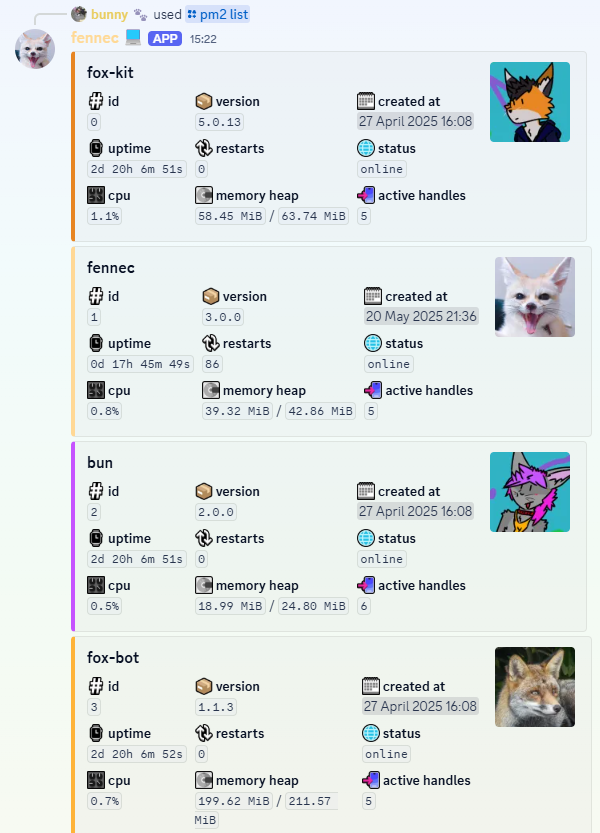 bunny used pm2 list
fennec APP 15:22
fox-kit
id version created at
0 5.0.13 27 April 2025 16:08
uptime restarts status
2d 20h 6m 51s 0 online
cpu memory heap active handles
1.1% 58.45 MiB / 63.74 MiB 5
fennec
id version created at
1 3.0.0 20 May 2025 21:36
uptime restarts status
0d 17h 45m 49s 86 online
cpu memory heap active handles
0.8% 39.32 MiB / 42.86 MiB 5
bun
id version created at
2 2.0.0 27 April 2025 16:08
uptime restarts status
2d 20h 6m 51s 0 online
cpu memory heap active handles
0.5% 18.99 MiB / 24.80 MiB 6
fox-bot
id version created at
3 1.1.3 27 April 2025 16:08
uptime restarts status
2d 20h 6m 52s 0 online
cpu memory heap active handles
0.7% 199.62 MiB / 211.57 5
MiB